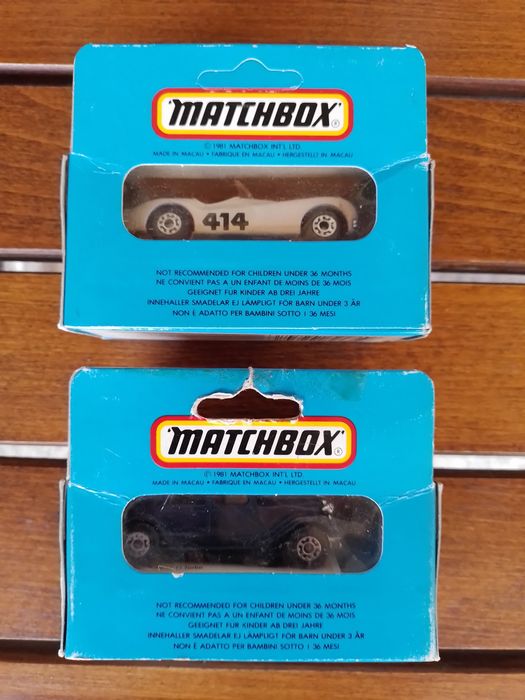 "MATCHBOX"
®
© 1981 MATCHBOX INT'L LTD.
MADE IN MACAU • FABRIQUE EN MACAU • HERGESTELLT IN MACAU
414
NOT RECOMMENDED FOR CHILDREN UNDER 36 MONTHS
NE CONVIENT PAS A UN ENFANT DE MOINS DE 36 MOIS
GEEIGNET FUR KINDER AB DREI JAHRE
INNEHALLER SMADELAR EJ LÄMPLIGT FÖR BARN UNDER 3 ÅR
NON È ADATTO PER BAMBINI SOTTO I 36 MESI
"MATCHBOX"
®
© 1981 MATCHBOX INT'L LTD.
MADE IN MACAU • FABRIQUE EN MACAU • HERGESTELLT IN MACAU
NOT RECOMMENDED FOR CHILDREN UNDER 36 MONTHS
NE CONVIENT PAS A UN ENFANT DE MOINS DE 36 MOIS
GEEIGNET FUR KINDER AB DREI JAHRE
INNEHALLER SMADELAR EJ LÄMPLIGT FÖR BARN UNDER 3 ÅR
NON È ADATTO PER BAMBINI SOTTO I 36 MESI